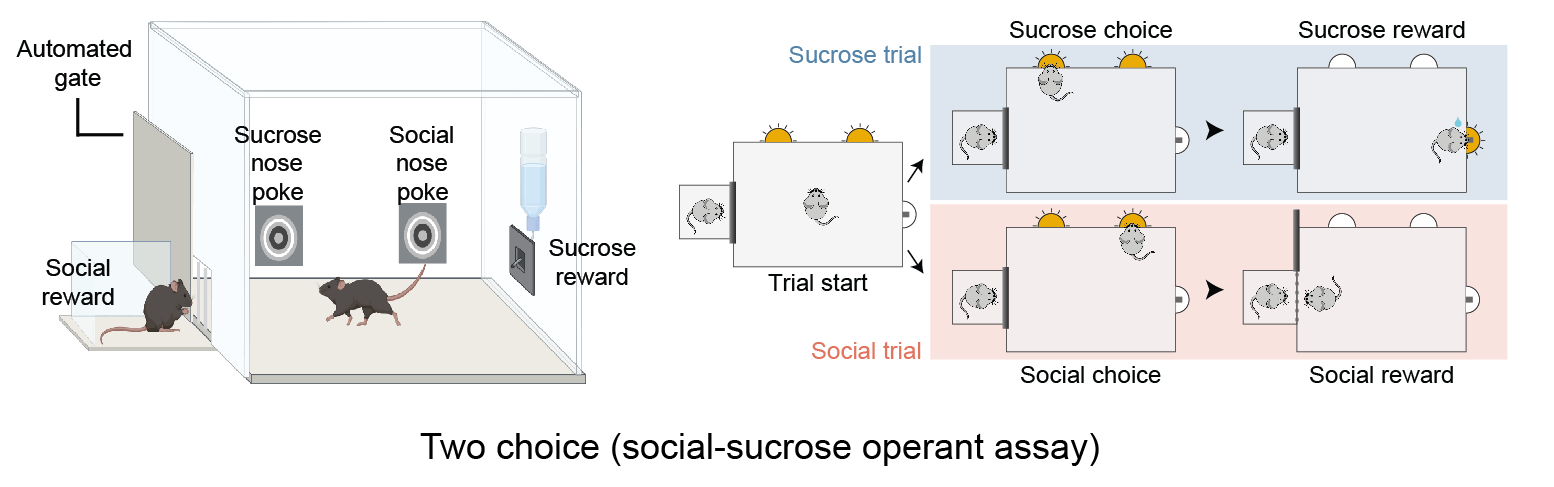 Automated
gate
Sucrose
nose
poke
Social
nose
poke
Social
reward
Sucrose
reward
Sucrose trial
Sucrose choice
Sucrose reward
Trial start
Social trial
Social choice
Social reward
Two choice (social-sucrose operant assay)